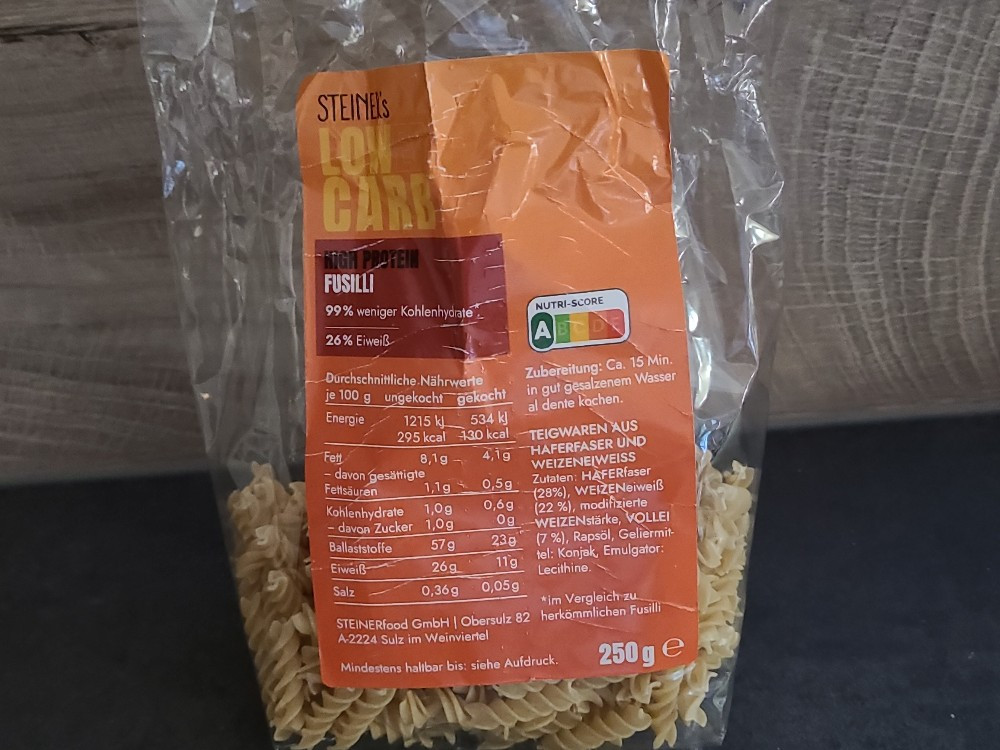 STEINER's
LOW
CARB
HIGH PROTEIN
FUSILLI
99% weniger Kohlenhydrate*
26% Eiweiß
Durchschnittliche Nährwerte
je 100 g ungekocht gekocht
Energie 1215 kJ 534 kJ
295 kcal 130 kcal
Fett 8,1g 4,1g
– davon gesättigte
Fettsäuren 1,1g 0,5g
Kohlenhydrate 1,0g 0,6g
– davon Zucker 1,0g 0g
Ballaststoffe 57g 23g
Eiweiß 26g 11g
Salz 0,36g 0,05g
STEINERfood GmbH | Obersulz 82
A-2224 Sulz im Weinviertel
Mindestens haltbar bis: siehe Aufdruck.
NUTRI-SCORE
A B C D E
Zubereitung: Ca. 15 Min.
in gut gesalzenem Wasser
al dente kochen.
TEIGWAREN AUS
HAFERFASER UND
WEIZENEIWEISS
Zutaten: HAFERfaser
(28%), WEIZENeiweiß
(22 %), modifizierte
WEIZENstärke, VOLLEI
(7 %), Rapsöl, Geliermit-
tel: Konjak, Emulgator:
Lecithine.
*im Vergleich zu
herkömmlichen Fusilli
250 g e